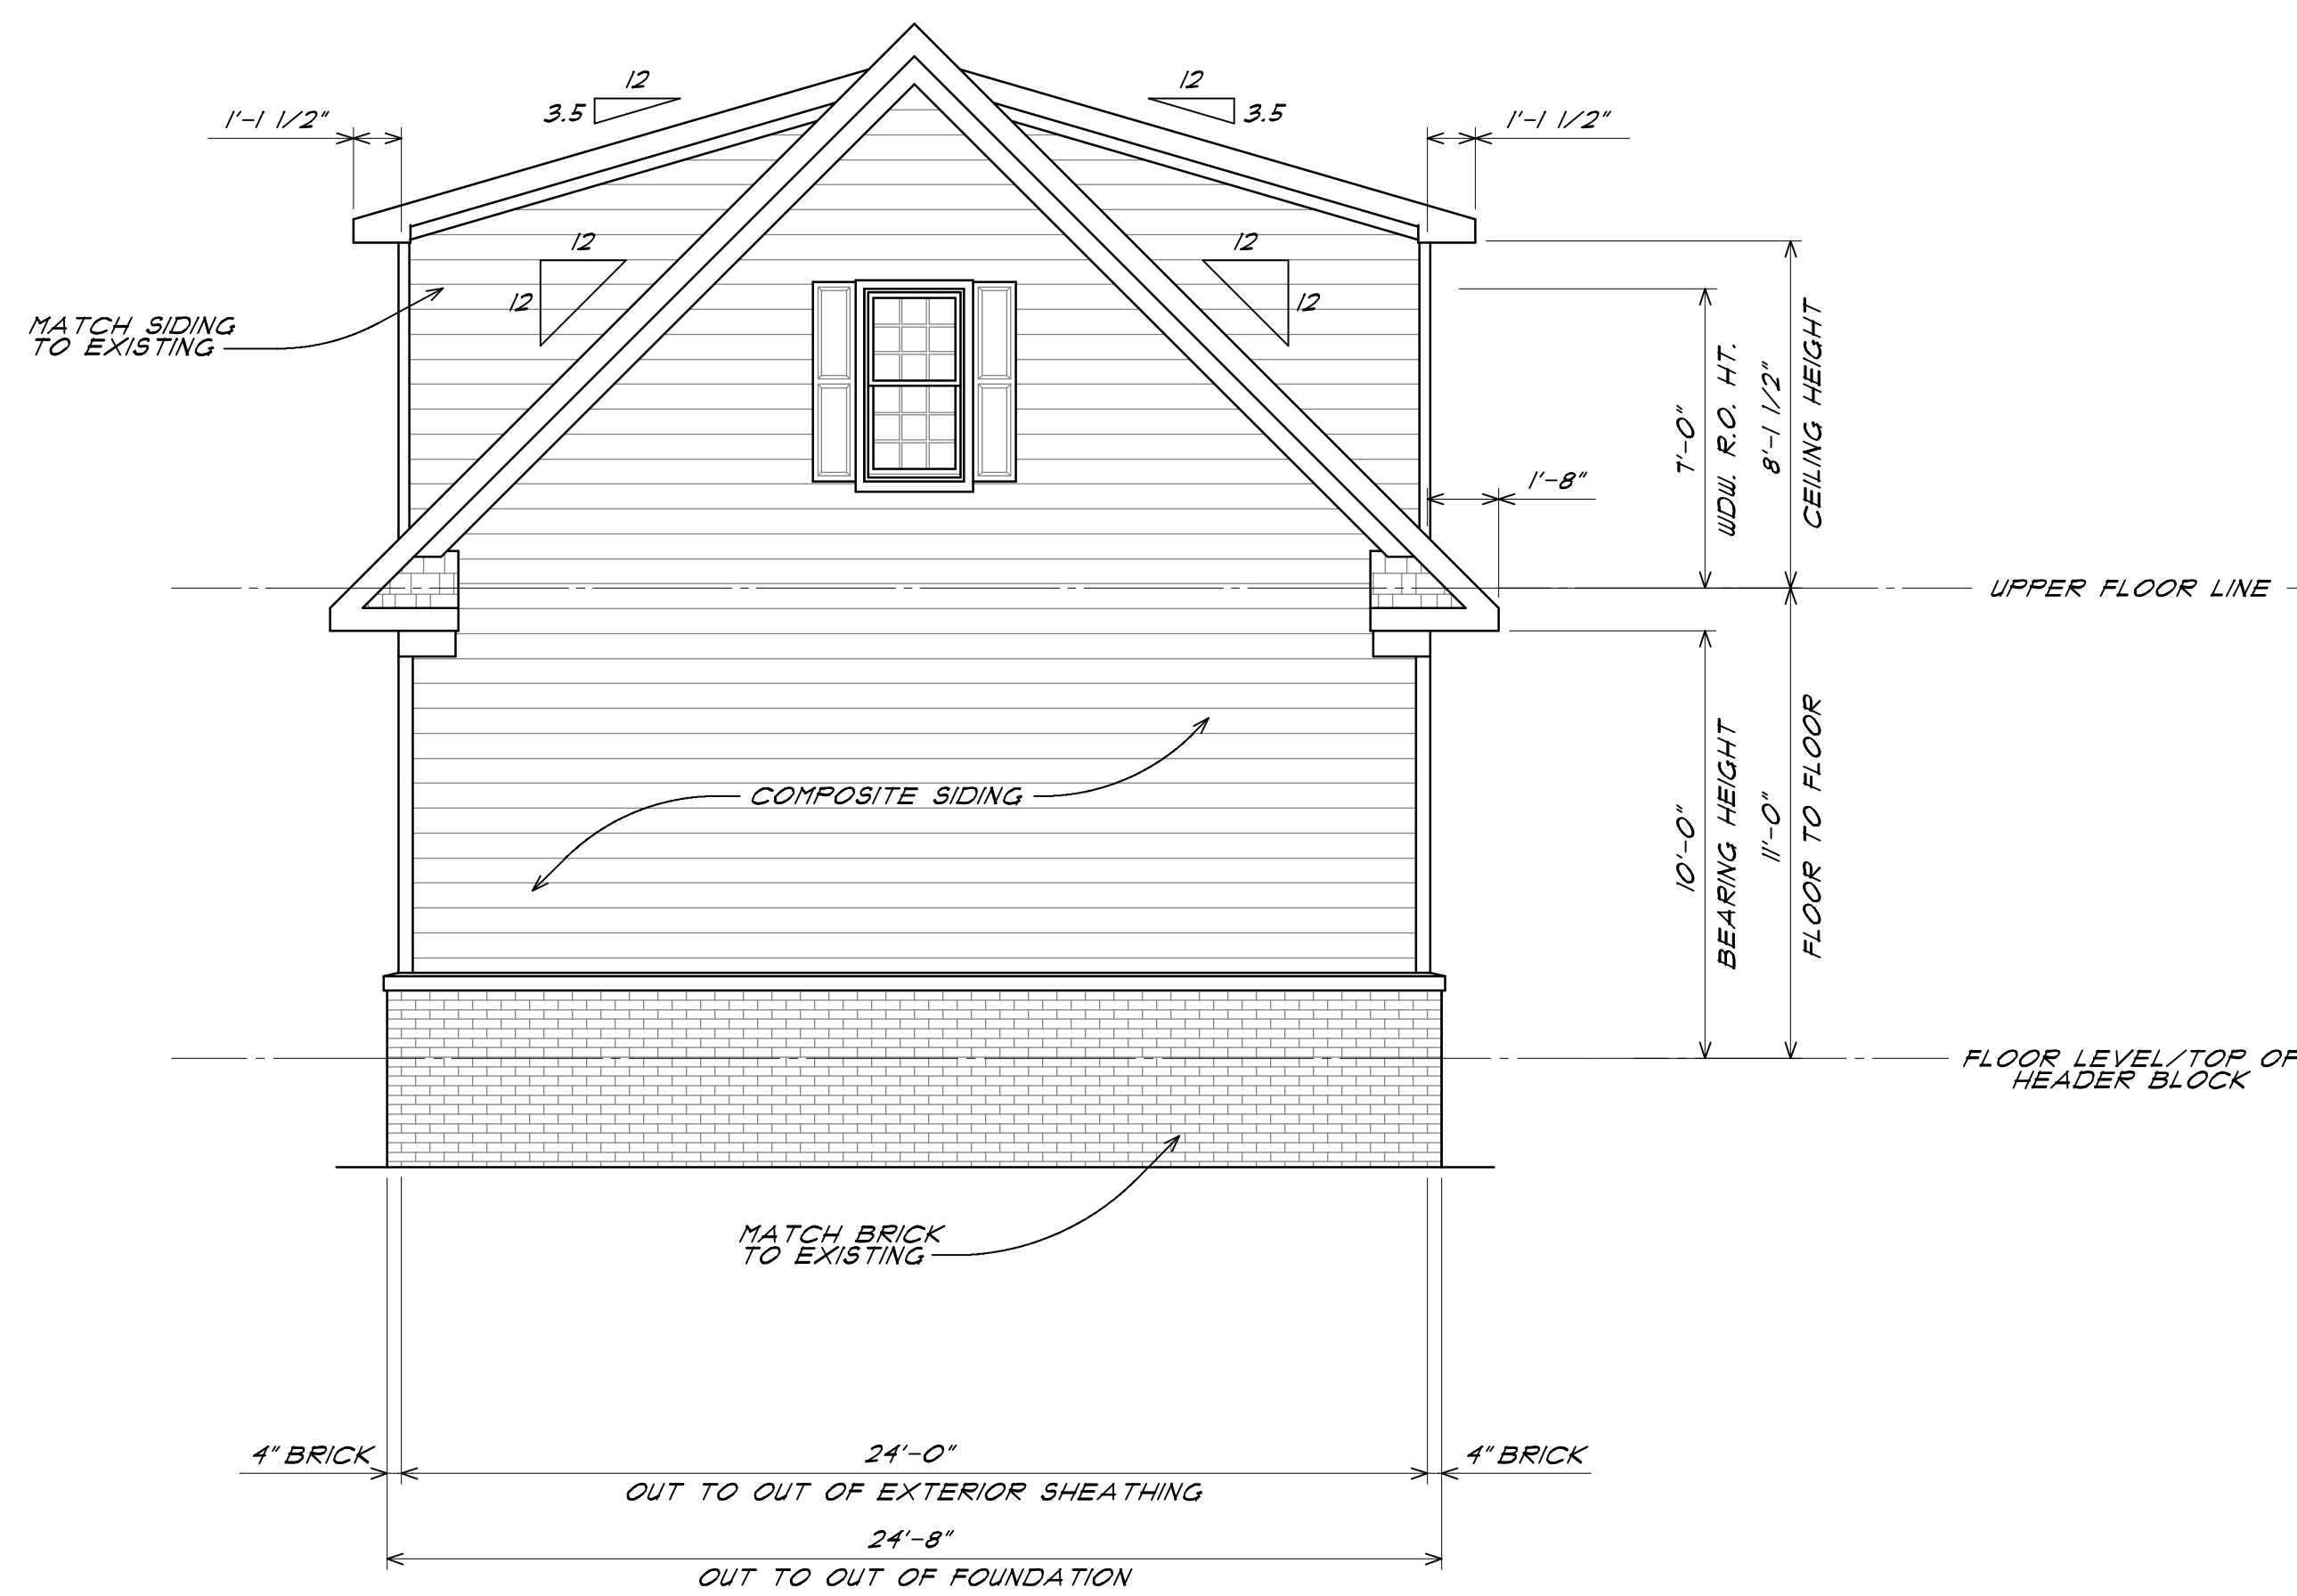 12
3.5
12
3.5
1'-1 1/2"
1'-1 1/2"
12
12
12
12
MATCH SIDING
TO EXISTING
7'-0"
WDW. R.O. HT.
8'-1 1/2"
CEILING HEIGHT
1'-8"
UPPER FLOOR LINE
COMPOSITE SIDING
10'-0"
BEARING HEIGHT
11'-0"
FLOOR TO FLOOR
FLOOR LEVEL/TOP OF
HEADER BLOCK
MATCH BRICK
TO EXISTING
4" BRICK
24'-0"
4" BRICK
OUT TO OUT OF EXTERIOR SHEATHING
24'-8"
OUT TO OUT OF FOUNDATION